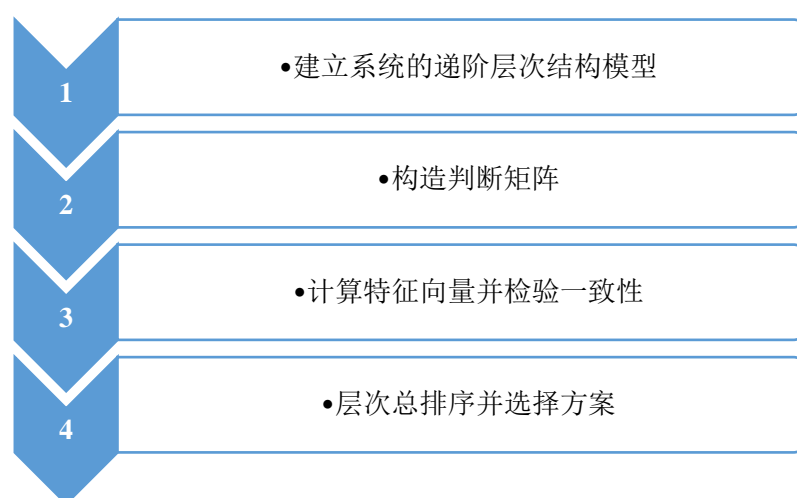 1
•建立系统的递阶层次结构模型
2
•构造判断矩阵
3
•计算特征向量并检验一致性
4
•层次总排序并选择方案